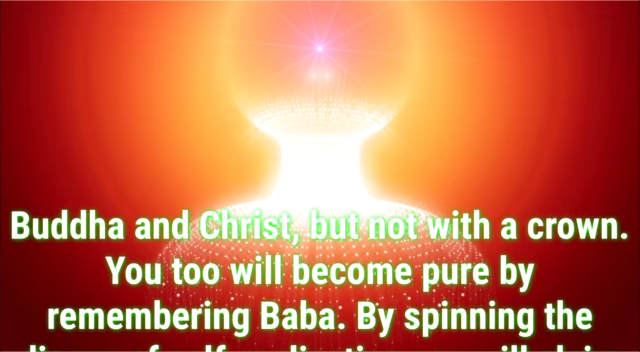 Buddha and Christ, but not with a crown.
You too will become pure by
remembering Baba. By spinning the